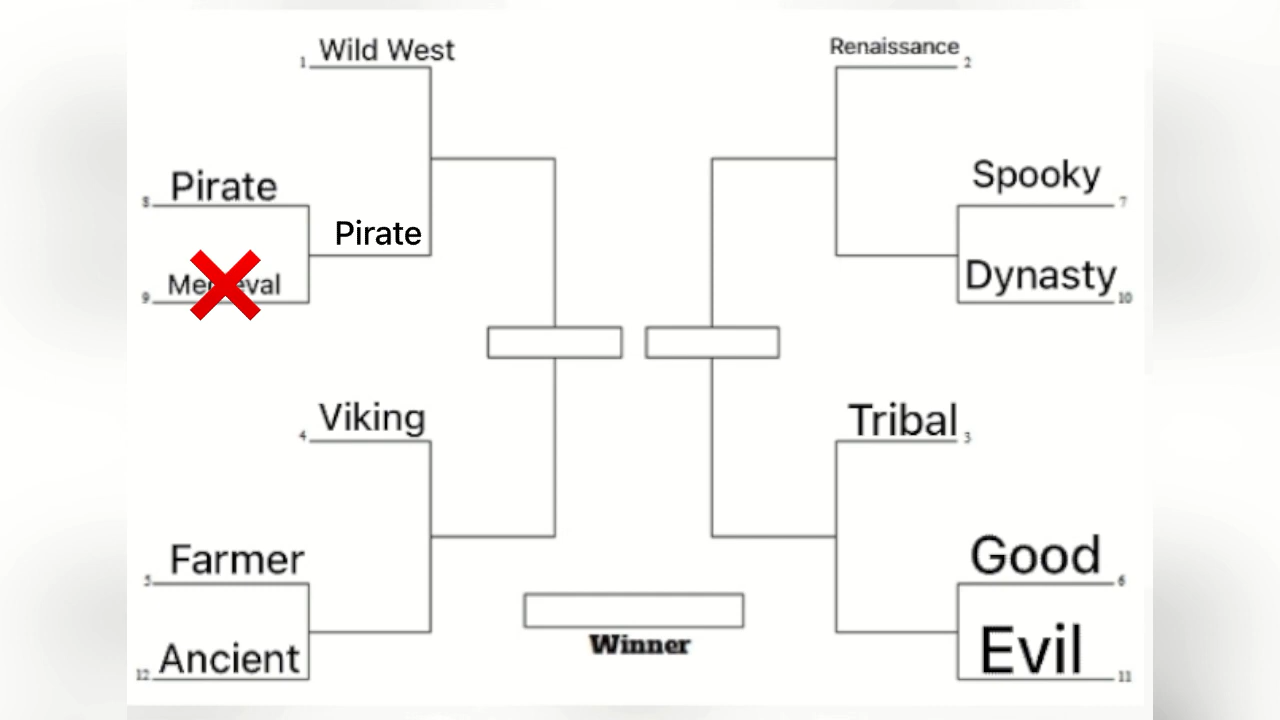 Wild West
1
Renaissance
2
Pirate
8
Spooky
7
Pirate
Medieval
9
Dynasty
10
Viking
4
Tribal
3
Farmer
5
Good
6
Ancient
12
Evil
11
Winner